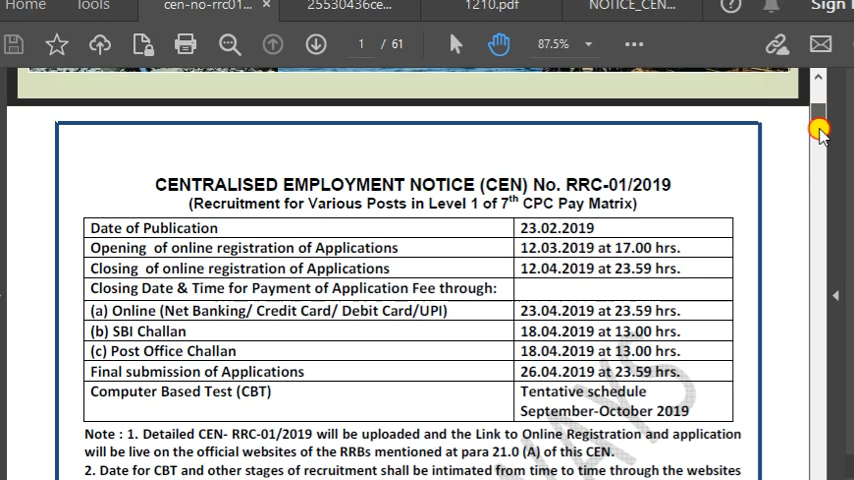 Home Tools cen-no-rrc01... × 25530436ce... 1210.pdf NOTICE_CEN... Sign
1 / 61 87.5%
CENTRALISED EMPLOYMENT NOTICE (CEN) No. RRC-01/2019
(Recruitment for Various Posts in Level 1 of 7th CPC Pay Matrix)
Date of Publication 23.02.2019
Opening of online registration of Applications 12.03.2019 at 17.00 hrs.
Closing of online registration of Applications 12.04.2019 at 23.59 hrs.
Closing Date & Time for Payment of Application Fee through:
(a) Online (Net Banking/ Credit Card/ Debit Card/UPI) 23.04.2019 at 23.59 hrs.
(b) SBI Challan 18.04.2019 at 13.00 hrs.
(c) Post Office Challan 18.04.2019 at 13.00 hrs.
Final submission of Applications 26.04.2019 at 23.59 hrs.
Computer Based Test (CBT) Tentative schedule
September-October 2019
Note : 1. Detailed CEN- RRC-01/2019 will be uploaded and the Link to Online Registration and application
will be live on the official websites of the RRBs mentioned at para 21.0 (A) of this CEN.
2. Date for CBT and other stages of recruitment shall be intimated from time to time through the websites